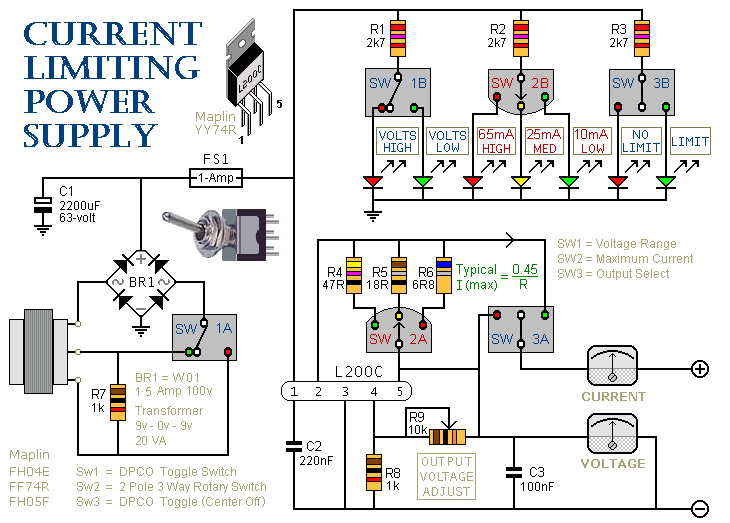 CURRENT
LIMITING
POWER
SUPPLY
L200C
5
Maplin
YY74R
1
R1
2k7
R2
2k7
R3
2k7
SW 1B
SW 2B
SW 3B
VOLTS
HIGH
VOLTS
LOW
65mA
HIGH
25mA
MED
10mA
LOW
NO
LIMIT
LIMIT
FS1
1-Amp
C1
2200uF
63-volt
BR1
SW 1A
R4
47R
R5
18R
R6
6R8
Typical
I (max) = 0.45
R
SW1 = Voltage Range
SW2 = Maximum Current
SW3 = Output Select
SW 2A
SW 3A
L200C
1 2 3 4 5
CURRENT
VOLTAGE
R7
1k
BR1 = W01
1·5 Amp 100v
Transformer
9v - 0v - 9v
20 VA
R9
10k
C2
220nF
R8
1k
OUTPUT
VOLTAGE
ADJUST
C3
100nF
Maplin
FH04E Sw1 = DPCO Toggle Switch
FF74R Sw2 = 2 Pole 3 Way Rotary Switch
FH05F Sw3 = DPCO Toggle (Center Off)